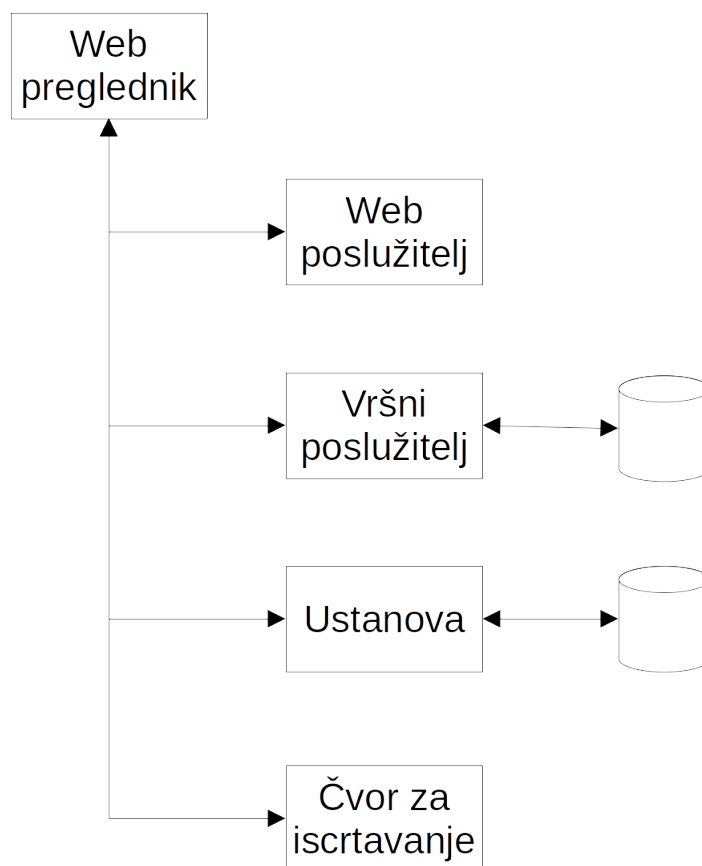 Web
preglednik
Web
poslužitelj
Vršni
poslužitelj
Ustanova
Čvor za
iscrtavanje